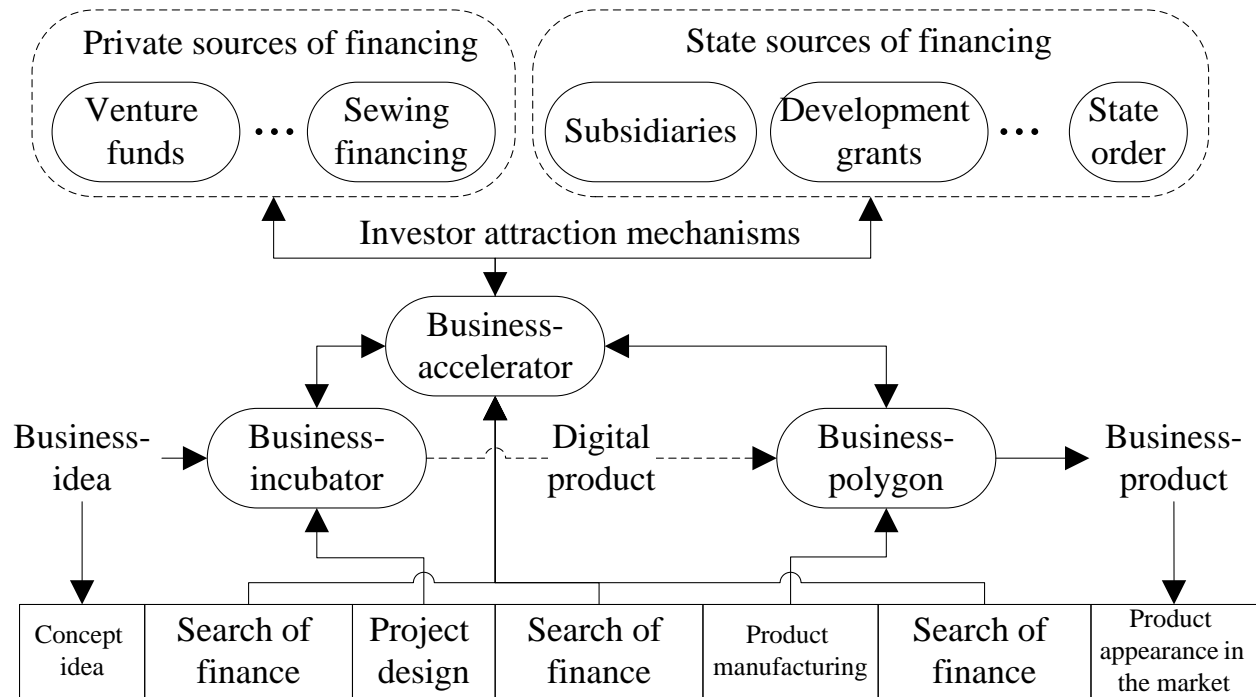 Private sources of financing
State sources of financing
Venture
funds
...
Sewing
financing
Subsidiaries
Development
grants
...
State
order
Investor attraction mechanisms
Business-
accelerator
Business-
idea
Business-
incubator
Digital
product
Business-
polygon
Business-
product
Concept
idea
Search of
finance
Project
design
Search of
finance
Product
manufacturing
Search of
finance
Product
appearance in
the market